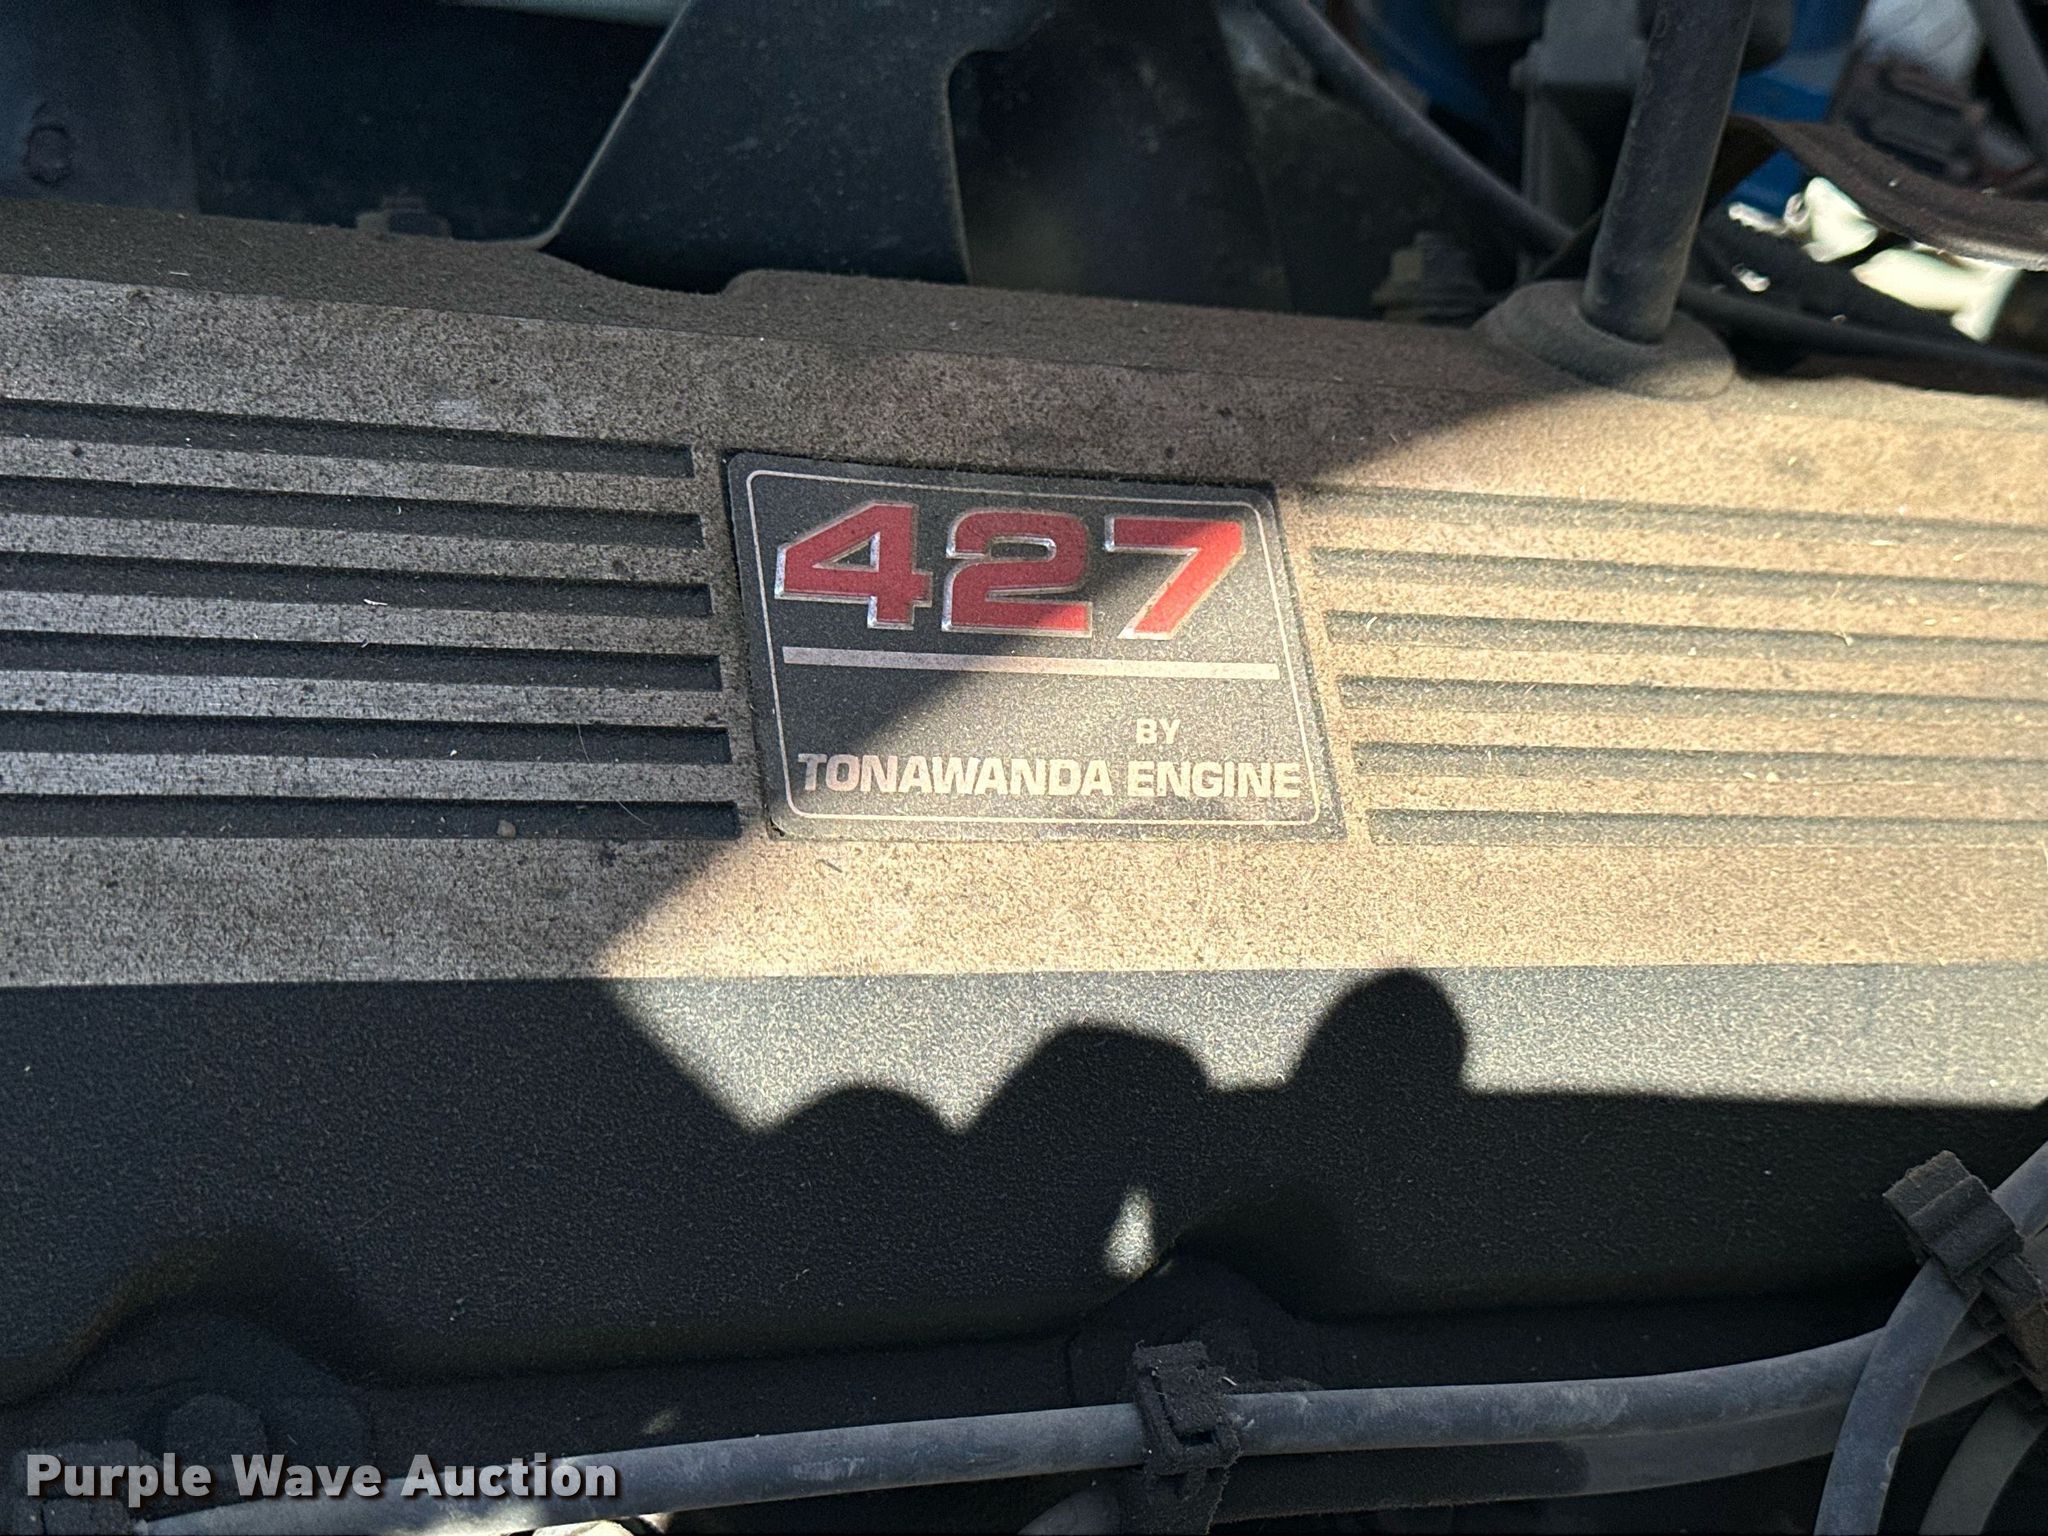 427
BY
TONAWANDA ENGINE
Purple Wave Auction